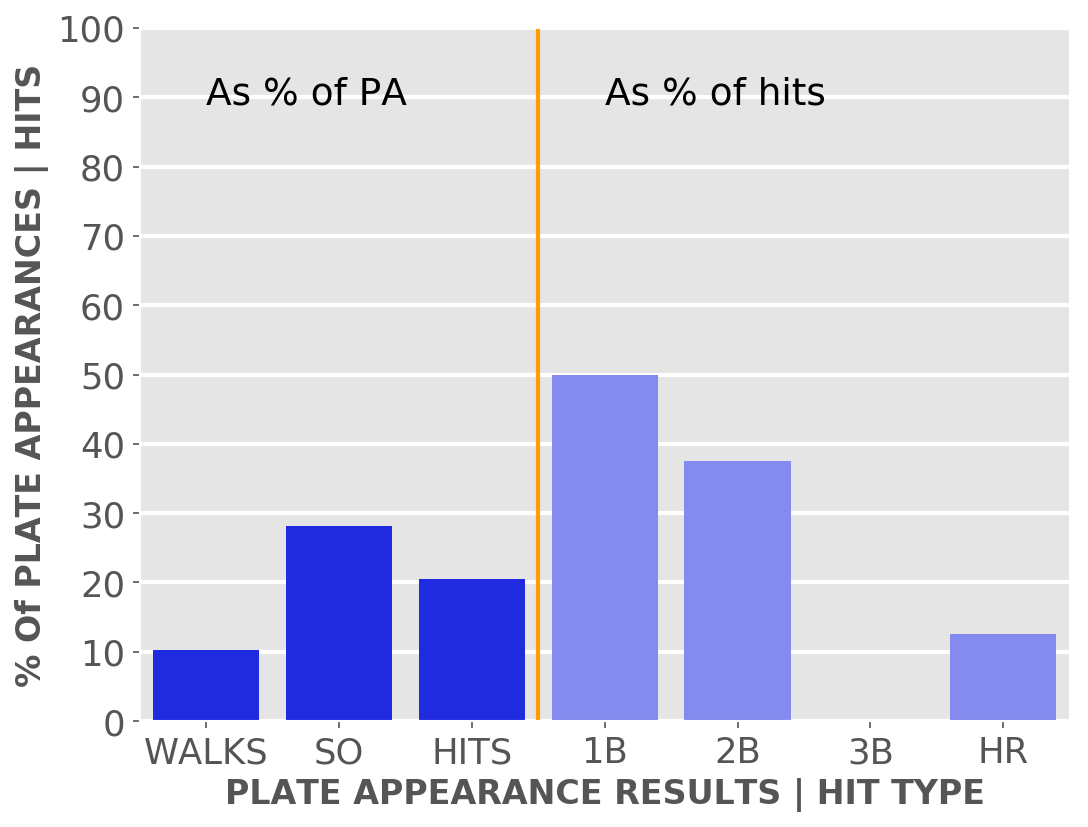 As % of PA
As % of hits
% Of PLATE APPEARANCES | HITS
100
90
80
70
60
50
40
30
20
10
0
WALKS SO HITS 1B 2B 3B HR
PLATE APPEARANCE RESULTS | HIT TYPE